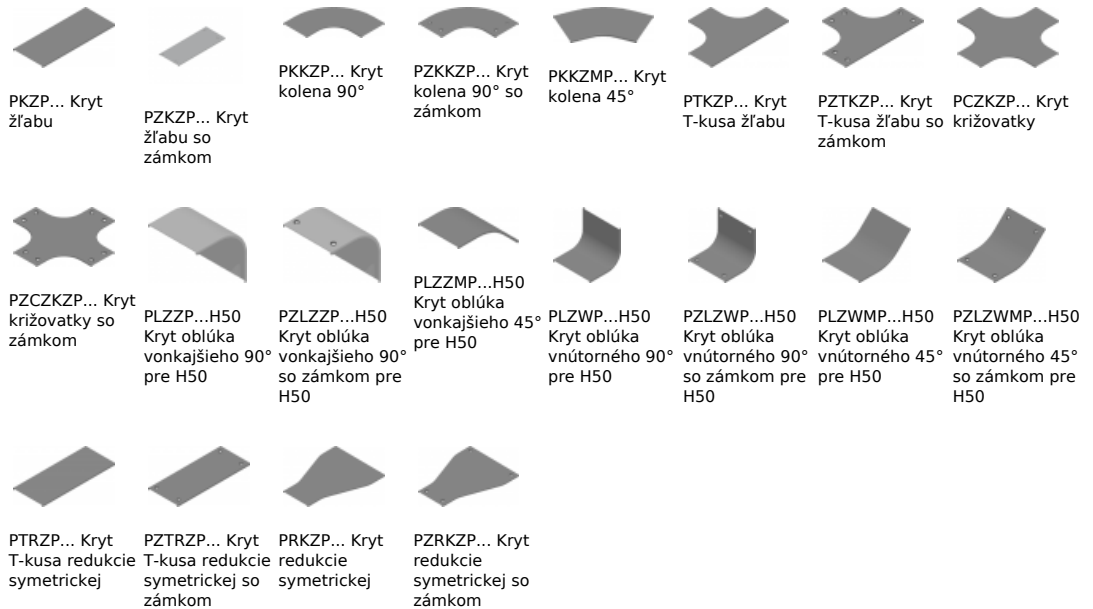 PKZP... Kryt
žľabu
PZKZP... Kryt
žľabu so
zámkom
PKKZP... Kryt
kolena 90°
PZKKZP... Kryt
kolena 90° so
zámkom
PKKZMP... Kryt
kolena 45°
PTKZP... Kryt
T-kusa žľabu
PZTKZP... Kryt
T-kusa žľabu so
zámkom
PCZKZP... Kryt
križovatky
PZCZKZP... Kryt
križovatky so
zámkom
PLZZP...H50
Kryt oblúka
vonkajšieho 90°
pre H50
PZLZZP...H50
Kryt oblúka
vonkajšieho 90°
so zámkom pre
H50
PLZZMP...H50
Kryt oblúka
vonkajšieho 45°
pre H50
PLZWP...H50
Kryt oblúka
vnútorného 90°
pre H50
PZLZWP...H50
Kryt oblúka
vnútorného 90°
so zámkom pre
H50
PLZWMP...H50
Kryt oblúka
vnútorného 45°
pre H50
PZLZWMP...H50
Kryt oblúka
vnútorného 45°
so zámkom pre
H50
PTRZP... Kryt
T-kusa redukcie
symetrickej
PZTRZP... Kryt
T-kusa redukcie
symetrickej so
zámkom
PRKZP... Kryt
redukcie
symetrickej
PZRKZP... Kryt
redukcie
symetrickej so
zámkom